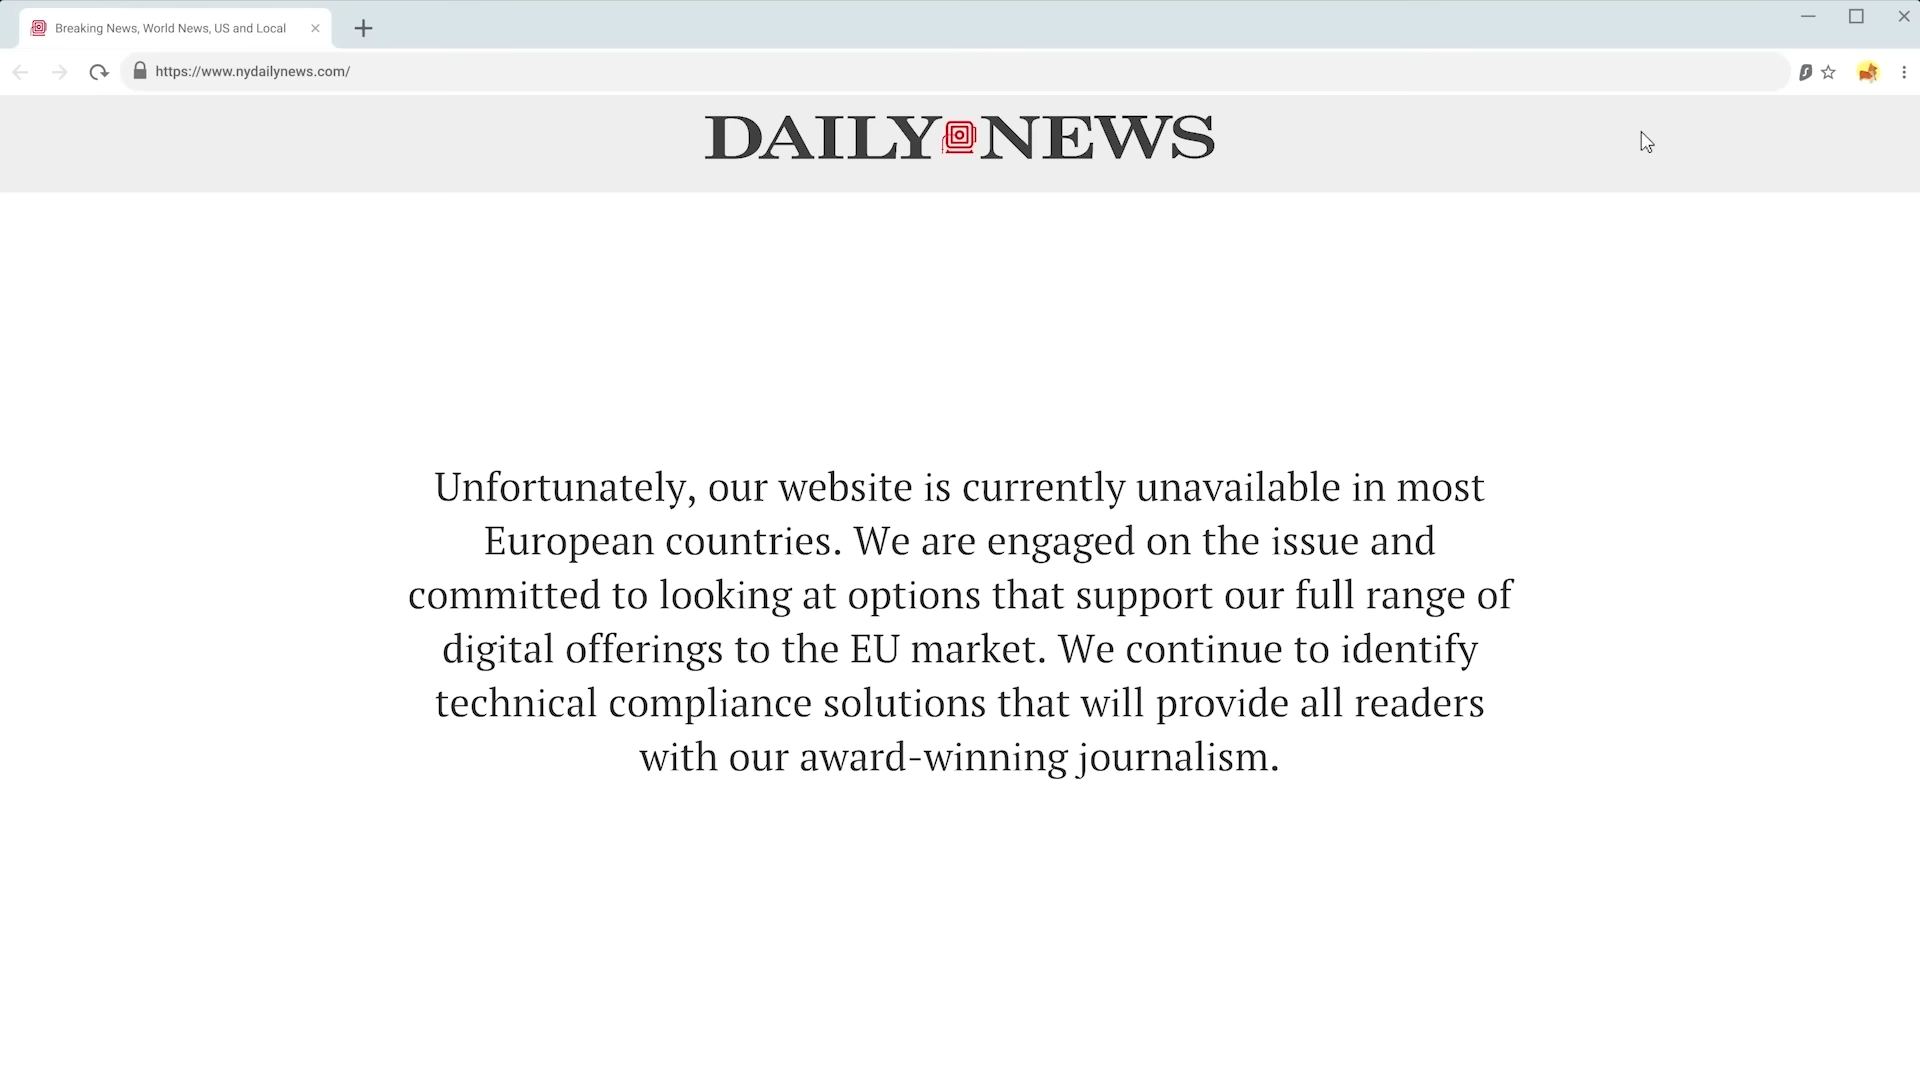 Breaking News, World News, US and Local
https://www.nydailynews.com/
DAILY NEWS
Unfortunately, our website is currently unavailable in most
European countries. We are engaged on the issue and
committed to looking at options that support our full range of
digital offerings to the EU market. We continue to identify
technical compliance solutions that will provide all readers
with our award-winning journalism.